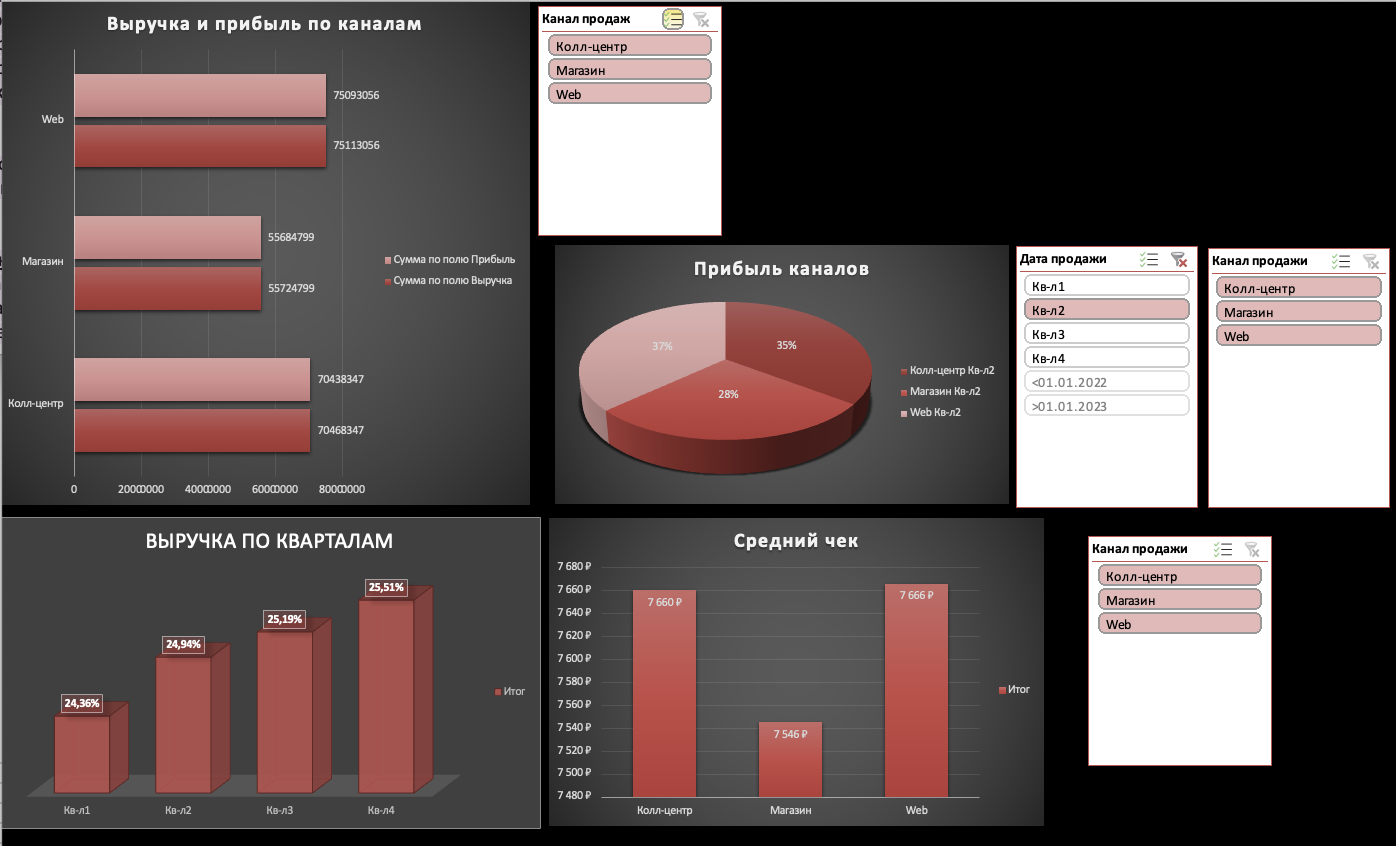 Выручка и прибыль по каналам
Web
75093056
75113056
Магазин
55684799
55724799
Колл-центр
70438347
70468347
Сумма по полю Прибыль
Сумма по полю Выручка
0
20000000
40000000
60000000
80000000
Канал продаж
Колл-центр
Магазин
Web
Прибыль каналов
37%
35%
28%
Колл-центр Кв-л2
Магазин Кв-л2
Web Кв-л2
Дата продажи
Кв-л1
Кв-л2
Кв-л3
Кв-л4
<01.01.2022
>01.01.2023
Канал продажи
Колл-центр
Магазин
Web
ВЫРУЧКА ПО КВАРТАЛАМ
24,36%
24,94%
25,19%
25,51%
Итог
Кв-л1
Кв-л2
Кв-л3
Кв-л4
Средний чек
7 680 ₽
7 660 ₽
7 640 ₽
7 620 ₽
7 600 ₽
7 580 ₽
7 560 ₽
7 540 ₽
7 520 ₽
7 500 ₽
7 480 ₽
7 660 ₽
7 546 ₽
7 666 ₽
Колл-центр
Магазин
Web
Итог
Канал продажи
Колл-центр
Магазин
Web